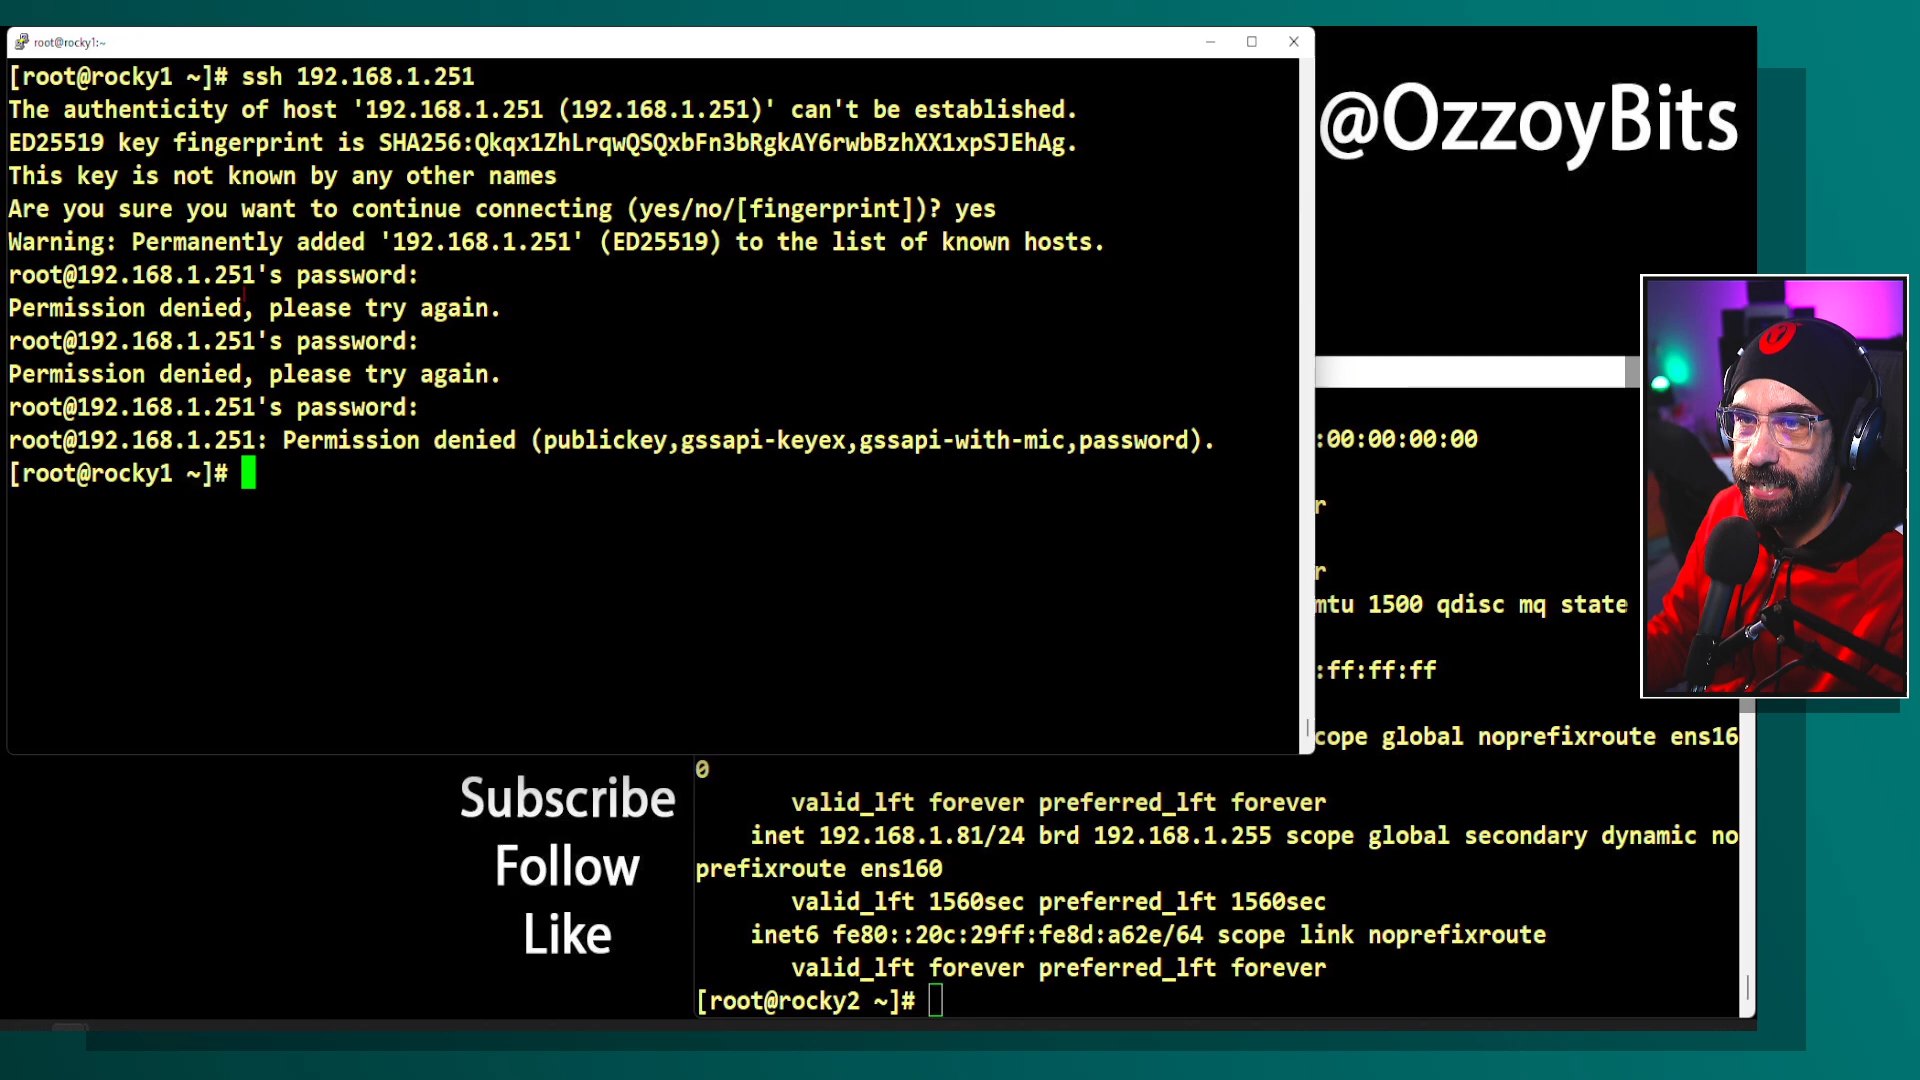 root@rocky1:~
[root@rocky1 ~]# ssh 192.168.1.251
The authenticity of host '192.168.1.251 (192.168.1.251)' can't be established.
ED25519 key fingerprint is SHA256:Qkqx1ZhLrqwQSQxbFn3bRgkAY6rwbBzhXX1xpSJEhAg.
This key is not known by any other names
Are you sure you want to continue connecting (yes/no/[fingerprint])? yes
Warning: Permanently added '192.168.1.251' (ED25519) to the list of known hosts.
root@192.168.1.251's password:
Permission denied, please try again.
root@192.168.1.251's password:
Permission denied, please try again.
root@192.168.1.251's password:
root@192.168.1.251: Permission denied (publickey,gssapi-keyex,gssapi-with-mic,password).
[root@rocky1 ~]#
@OzzoyBits
:00:00:00:00
r
r
mtu 1500 qdisc mq state
:ff:ff:ff
cope global noprefixroute ens16
0
valid_lft forever preferred_lft forever
inet 192.168.1.81/24 brd 192.168.1.255 scope global secondary dynamic no
prefixroute ens160
valid_lft 1560sec preferred_lft 1560sec
inet6 fe80::20c:29ff:fe8d:a62e/64 scope link noprefixroute
valid_lft forever preferred_lft forever
[root@rocky2 ~]#
Subscribe
Follow
Like